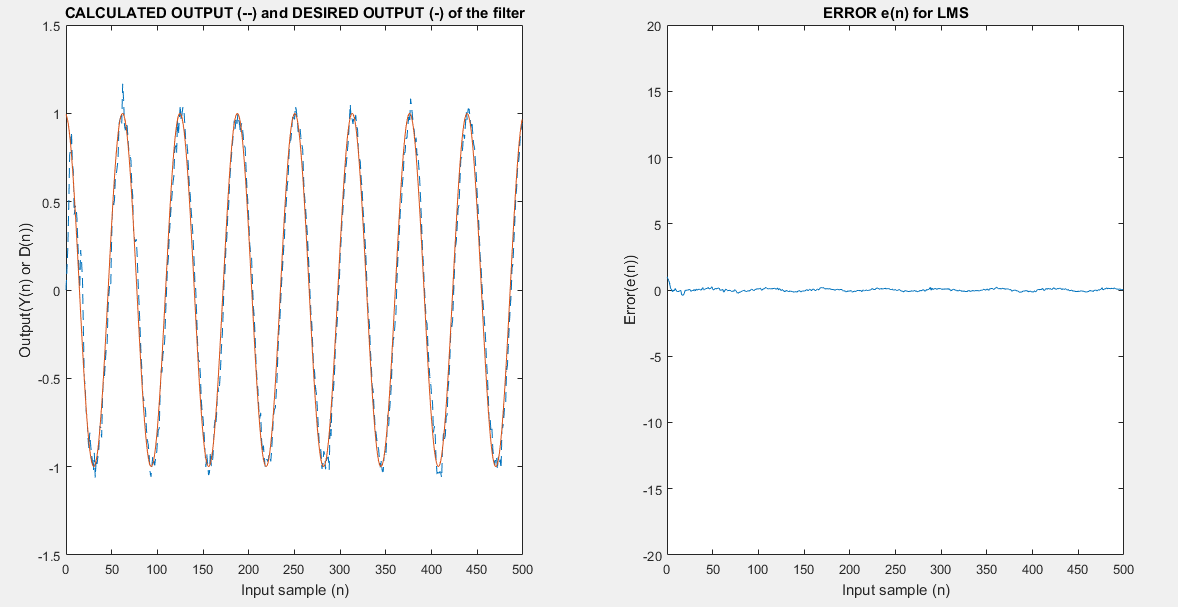 CALCULATED OUTPUT (--) and DESIRED OUTPUT (-) of the filter
Output(Y(n) or D(n))
1.5
1
0.5
0
-0.5
-1
-1.5
0 50 100 150 200 250 300 350 400 450 500
Input sample (n)
ERROR e(n) for LMS
Error(e(n))
20
15
10
5
0
-5
-10
-15
-20
0 50 100 150 200 250 300 350 400 450 500
Input sample (n)